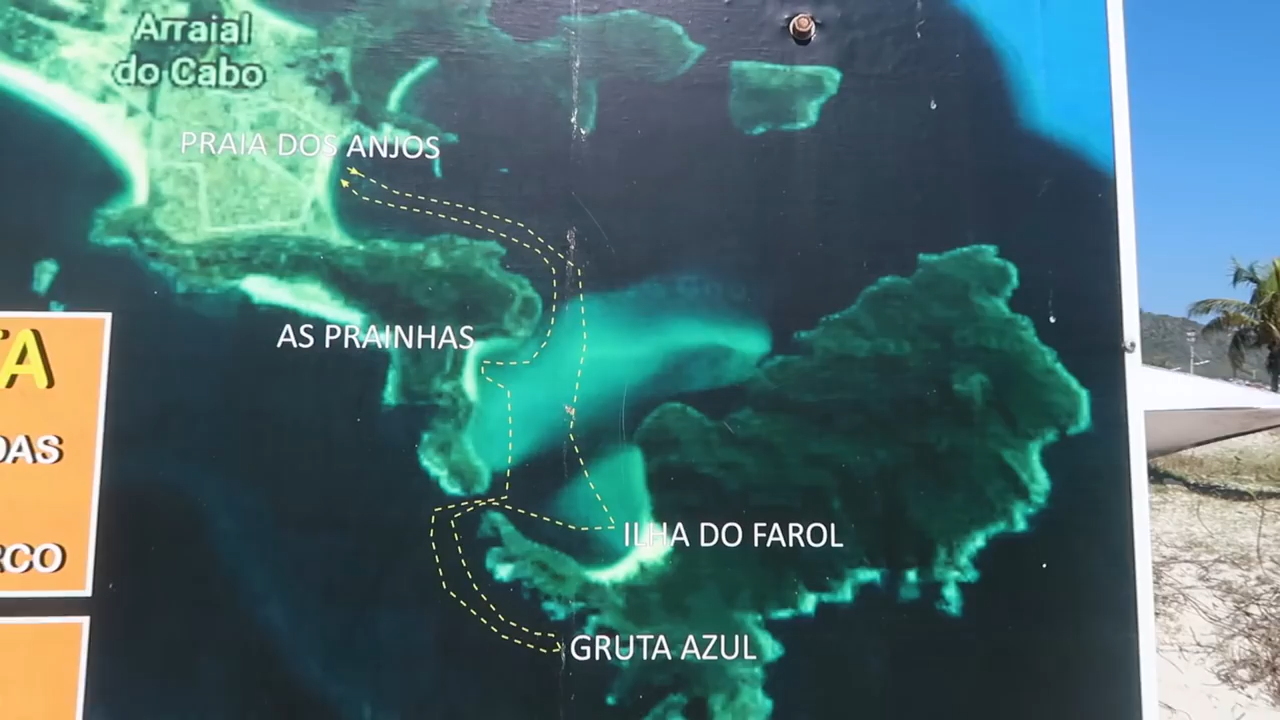 Arraial
do Cabo
PRAIA DOS ANJOS
AS PRAINHAS
ILHA DO FAROL
GRUTA AZUL